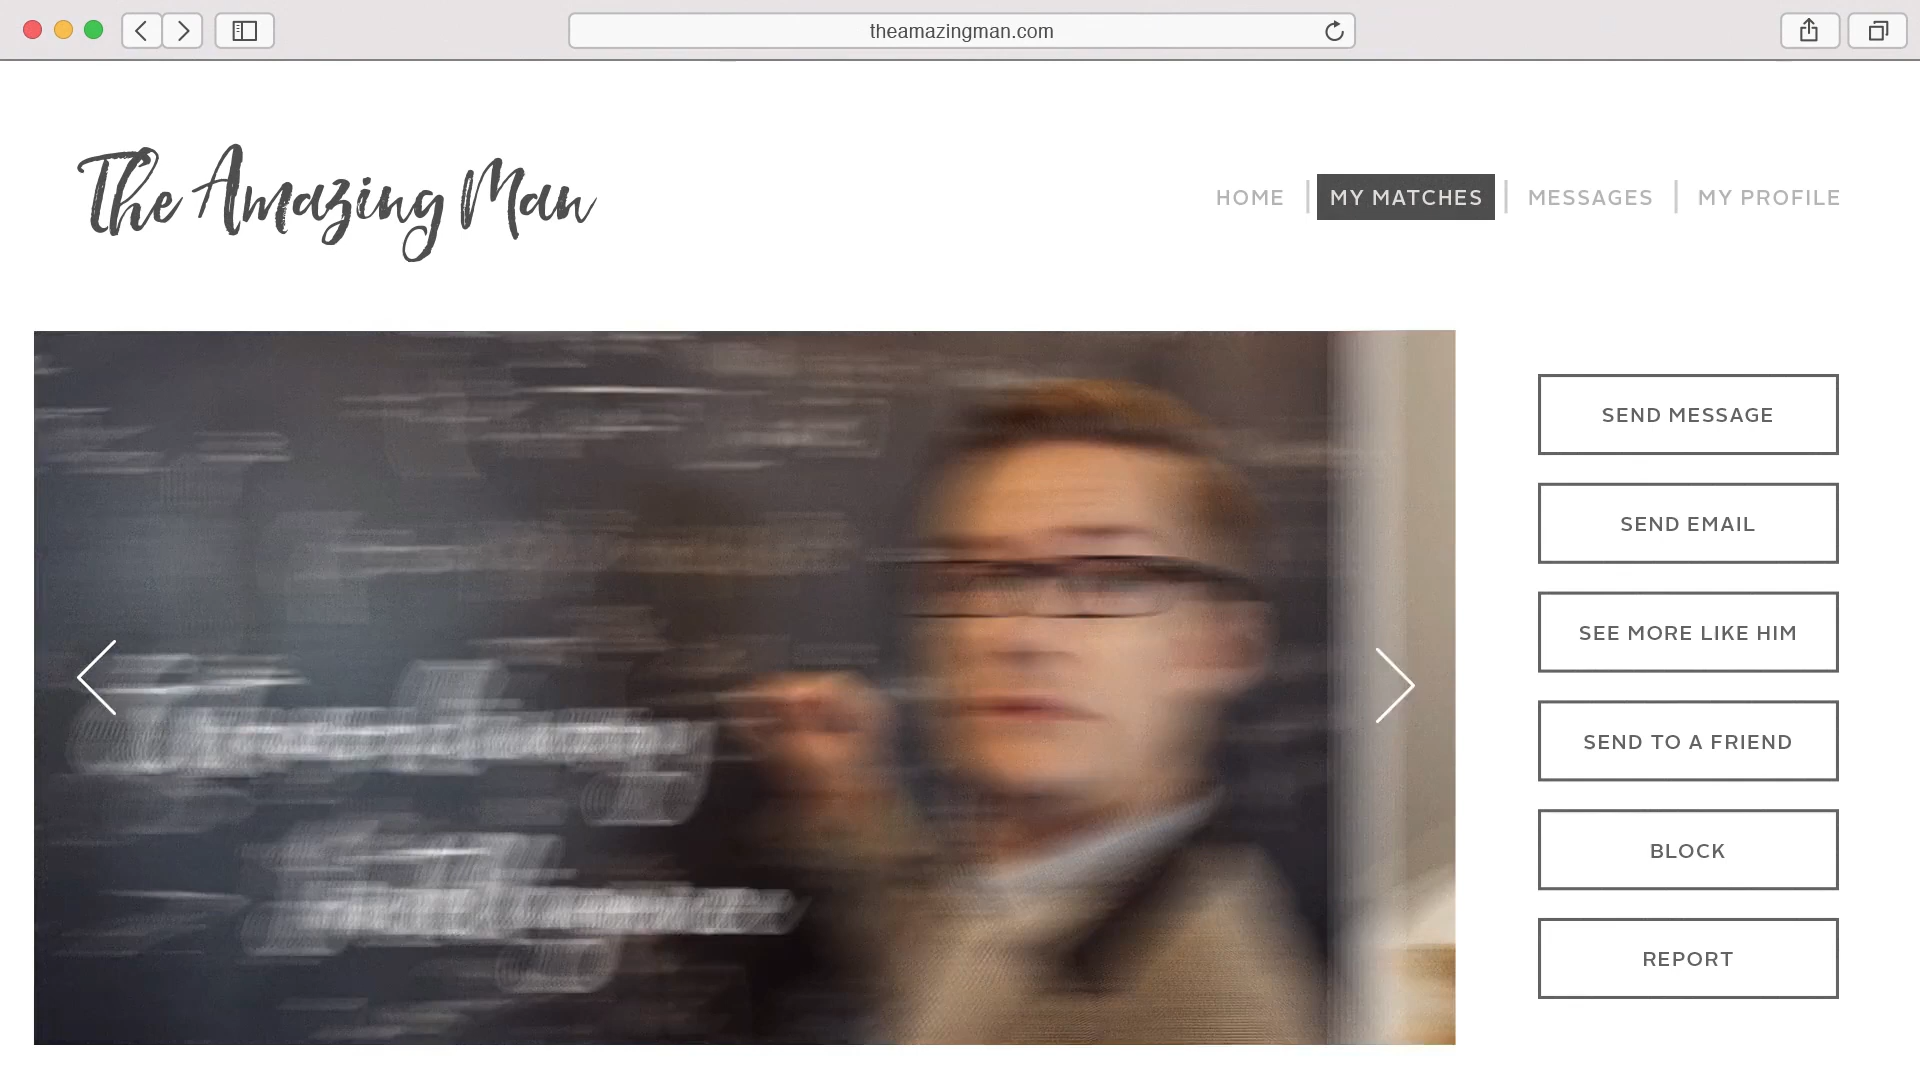 theamazingman.com
The Amazing Man
HOME
MY MATCHES
MESSAGES
MY PROFILE
SEND MESSAGE
SEND EMAIL
SEE MORE LIKE HIM
SEND TO A FRIEND
BLOCK
REPORT